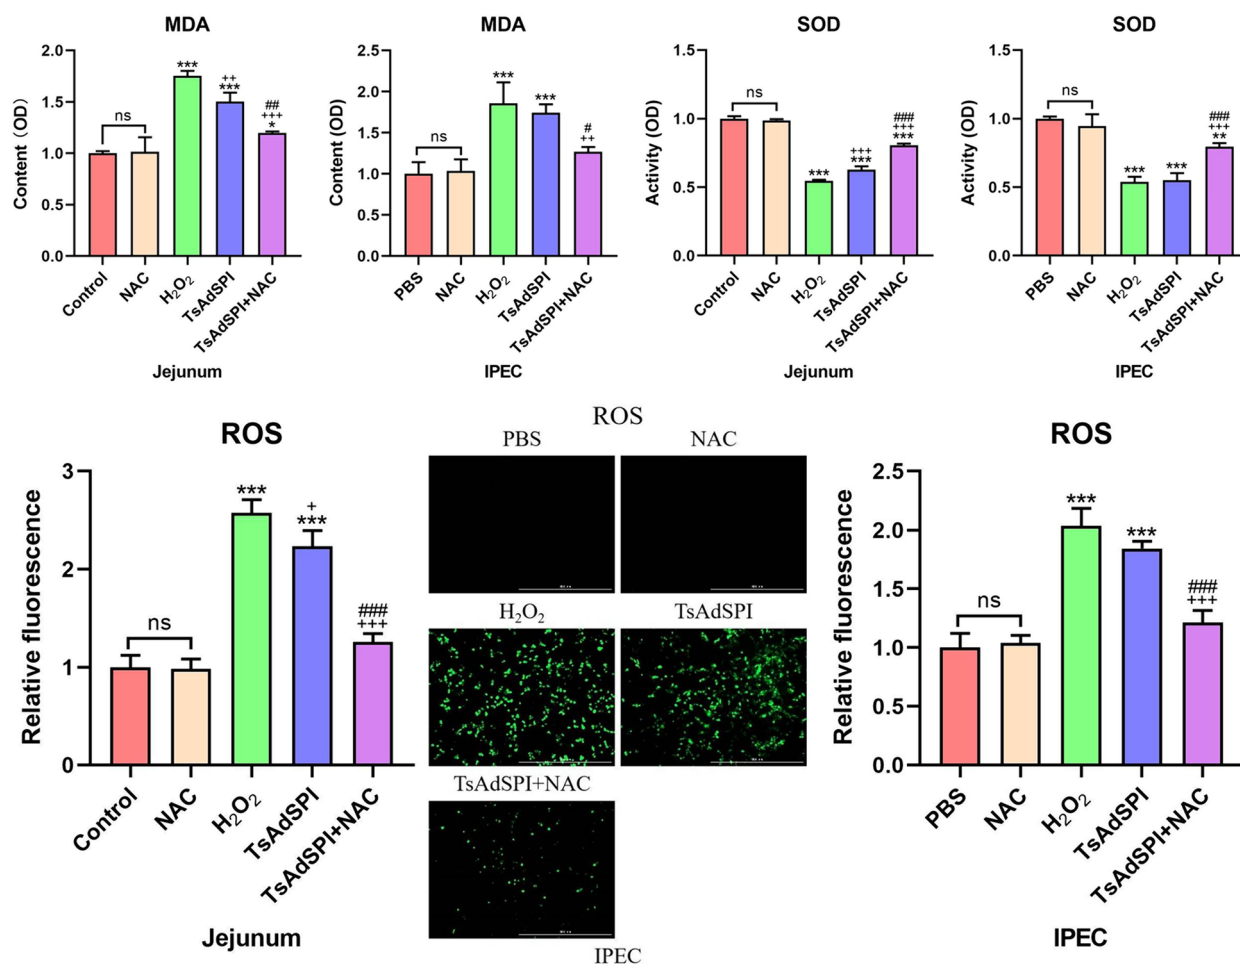 MDA
Content (OD)
2.0
1.5
1.0
0.5
0.0
ns
***
++
***
##
+++
*
Control
NAC
H₂O₂
TsAdSPI
TsAdSPI+NAC
Jejunum
MDA
Content (OD)
2.5
2.0
1.5
1.0
0.5
0.0
ns
***
***
#
++
PBS
NAC
H₂O₂
TsAdSPI
TsAdSPI+NAC
IPEC
SOD
Activity (OD)
1.5
1.0
0.5
0.0
ns
***
+++
***
###
+++
***
Control
NAC
H₂O₂
TsAdSPI
TsAdSPI+NAC
Jejunum
SOD
Activity (OD)
1.5
1.0
0.5
0.0
ns
***
***
###
+++
**
PBS
NAC
H₂O₂
TsAdSPI
TsAdSPI+NAC
IPEC
ROS
Relative fluorescence
3
2
1
0
ns
***
+
***
###
+++
Control
NAC
H₂O₂
TsAdSPI
TsAdSPI+NAC
Jejunum
ROS
PBS
NAC
H₂O₂
TsAdSPI
TsAdSPI+NAC
IPEC
ROS
Relative fluorescence
2.5
2.0
1.5
1.0
0.5
0.0
ns
***
***
###
+++
PBS
NAC
H₂O₂
TsAdSPI
TsAdSPI+NAC
IPEC